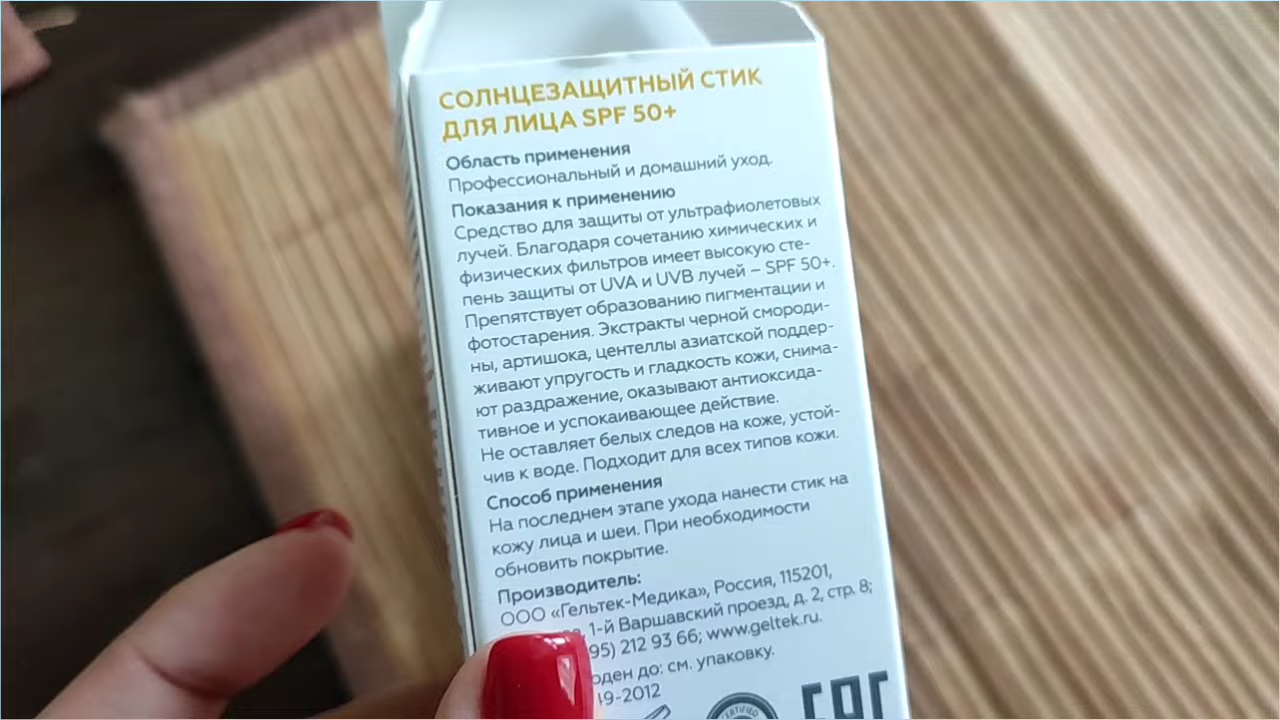 СОЛНЦЕЗАЩИТНЫЙ СТИК
ДЛЯ ЛИЦА SPF 50+
Область применения
Профессиональный и домашний уход.
Показания к применению
Средство для защиты от ультрафиолетовых
лучей. Благодаря сочетанию химических и
физических фильтров имеет высокую сте-
пень защиты от UVA и UVB лучей – SPF 50+.
Препятствует образованию пигментации и
фотостарения. Экстракты черной смороди-
ны, артишока, центеллы азиатской поддер-
живают упругость и гладкость кожи, снима-
ют раздражение, оказывают антиоксида-
тивное и успокаивающее действие.
Не оставляет белых следов на коже, устой-
чив к воде. Подходит для всех типов кожи.
Способ применения
На последнем этапе ухода нанести стик на
кожу лица и шеи. При необходимости
обновить покрытие.
Производитель:
ООО «Гельтек-Медика», Россия, 115201,
1-й Варшавский проезд, д. 2, стр. 8;
95) 212 93 66; www.geltek.ru.
оден до: см. упаковку.
19-2012
CERTIFIED
EAC